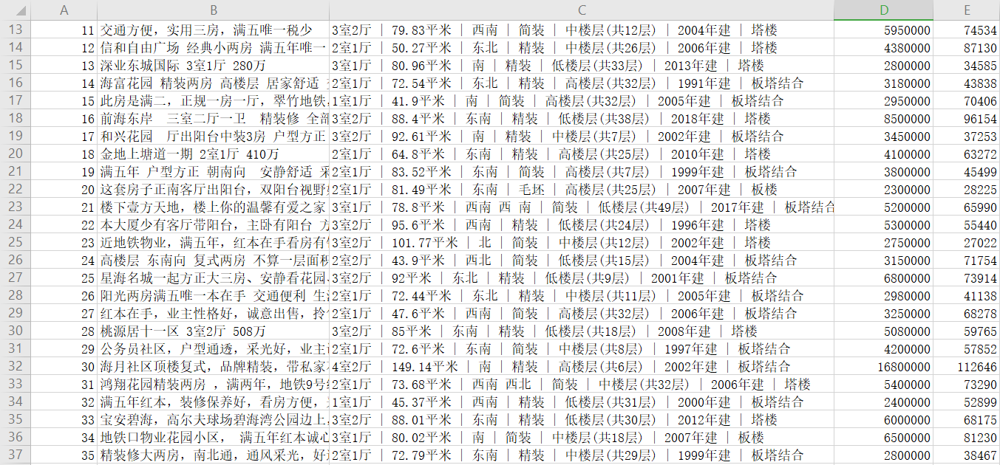 A B C D E
13 11 交通方便，实用三房，满五唯一税少 3室2厅 | 79.83平米 | 西南 | 简装 | 中楼层(共12层) | 2004年建 | 塔楼 5950000 74534
14 12 信和自由广场 经典小两房 满五年唯一 2室1厅 | 50.27平米 | 东北 | 精装 | 中楼层(共26层) | 2006年建 | 塔楼 4380000 87130
15 13 深业东城国际 3室1厅 280万 3室1厅 | 80.96平米 | 南 | 精装 | 低楼层(共33层) | 2013年建 | 塔楼 2800000 34585
16 14 海富花园 精装两房 高楼层 居家舒适 2室1厅 | 72.54平米 | 东北 | 精装 | 高楼层(共32层) | 1991年建 | 板塔结合 3180000 43838
17 15 此房是满二，正规一房一厅，翠竹地铁， 1室1厅 | 41.9平米 | 南 | 简装 | 高楼层(共32层) | 2005年建 | 板塔结合 2950000 70406
18 16 前海东岸 三室二厅一卫 精装修 全部 3室2厅 | 88.4平米 | 东南 | 精装 | 低楼层(共38层) | 2018年建 | 塔楼 8500000 96154
19 17 和兴花园 厅出阳台中装3房 户型方正 3室2厅 | 92.61平米 | 南 | 精装 | 中楼层(共7层) | 2002年建 | 板塔结合 3450000 37253
20 18 金地上塘道一期 2室1厅 410万 2室1厅 | 64.8平米 | 东南 | 精装 | 高楼层(共25层) | 2010年建 | 塔楼 4100000 63272
21 19 满五年 户型方正 朝南向 安静舒适 采 2室1厅 | 83.52平米 | 东南 | 简装 | 高楼层(共7层) | 1999年建 | 板塔结合 3800000 45499
22 20 这套房子正南客厅出阳台，双阳台视野 2室1厅 | 81.49平米 | 东南 | 毛坯 | 高楼层(共25层) | 2007年建 | 板楼 2300000 28225
23 21 楼下壹方天地，楼上你的温馨有爱之家 3室1厅 | 78.8平米 | 西南 西 南 | 简装 | 低楼层(共49层) | 2017年建 | 板塔结合 5200000 65990
24 22 本大厦少有客厅带阳台，主卧有阳台 方 3室2厅 | 95.6平米 | 西南 | 精装 | 低楼层(共24层) | 1996年建 | 塔楼 5300000 55440
25 23 近地铁物业，满五年，红本在手看房有 3室2厅 | 101.77平米 | 北 | 简装 | 中楼层(共12层) | 2002年建 | 塔楼 2750000 27022
26 24 高楼层 东南向 复式两房 不算一层面积 2室2厅 | 43.9平米 | 西北 | 精装 | 低楼层(共15层) | 2004年建 | 板塔结合 3150000 71754
27 25 星海名城一起方正大三房、安静看花园、 3室2厅 | 92平米 | 东北 | 精装 | 低楼层(共9层) | 2001年建 | 板塔结合 6800000 73914
28 26 阳光两房满五唯一本在手 交通便利 生 2室1厅 | 72.44平米 | 东北 | 精装 | 中楼层(共11层) | 2005年建 | 板塔结合 2980000 41138
29 27 红本在手，业主性格好，诚意出售，拎 2室1厅 | 47.6平米 | 西南 | 简装 | 高楼层(共32层) | 2006年建 | 板塔结合 3250000 68278
30 28 桃源居十一区 3室2厅 508万 3室2厅 | 85平米 | 东南 | 精装 | 低楼层(共18层) | 2008年建 | 塔楼 5080000 59765
31 29 公务员社区，户型通透，采光好，业主 2室1厅 | 72.6平米 | 东南 | 简装 | 中楼层(共8层) | 1997年建 | 板塔结合 4200000 57852
32 30 海月社区顶楼复式，品牌精装，带私家 4室2厅 | 149.14平米 | 南 | 精装 | 高楼层(共6层) | 2002年建 | 板塔结合 16800000 112646
33 31 鸿翔花园精装两房 ，满两年，地铁9号 2室1厅 | 73.68平米 | 西南 西北 | 简装 | 中楼层(共32层) | 2006年建 | 塔楼 5400000 73290
34 32 满五年红本，装修保养好，看房方便， 1室1厅 | 45.37平米 | 西南 | 精装 | 低楼层(共31层) | 2000年建 | 板塔结合 2400000 52899
35 33 宝安碧海，高尔夫球场碧海湾公园边上， 3室2厅 | 88.01平米 | 东南 | 精装 | 低楼层(共30层) | 2012年建 | 塔楼 6000000 68175
36 34 地铁口物业花园小区， 满五年红本诚心 3室1厅 | 80.02平米 | 南 | 简装 | 中楼层(共18层) | 2007年建 | 板楼 6500000 81230
37 35 精装修大两房，南北通，通风采光，好 2室1厅 | 72.79平米 | 东南 | 精装 | 中楼层(共29层) | 1999年建 | 板塔结合 2800000 38467